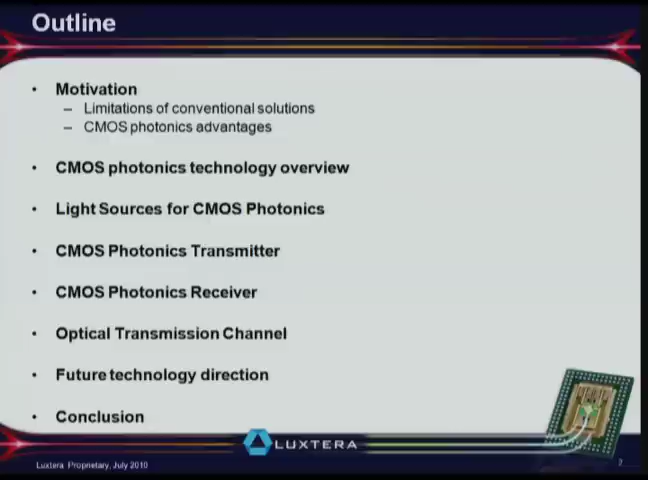 Outline
• Motivation
– Limitations of conventional solutions
– CMOS photonics advantages
• CMOS photonics technology overview
• Light Sources for CMOS Photonics
• CMOS Photonics Transmitter
• CMOS Photonics Receiver
• Optical Transmission Channel
• Future technology direction
• Conclusion
LUXTERA
Luxtera Proprietary, July 2010